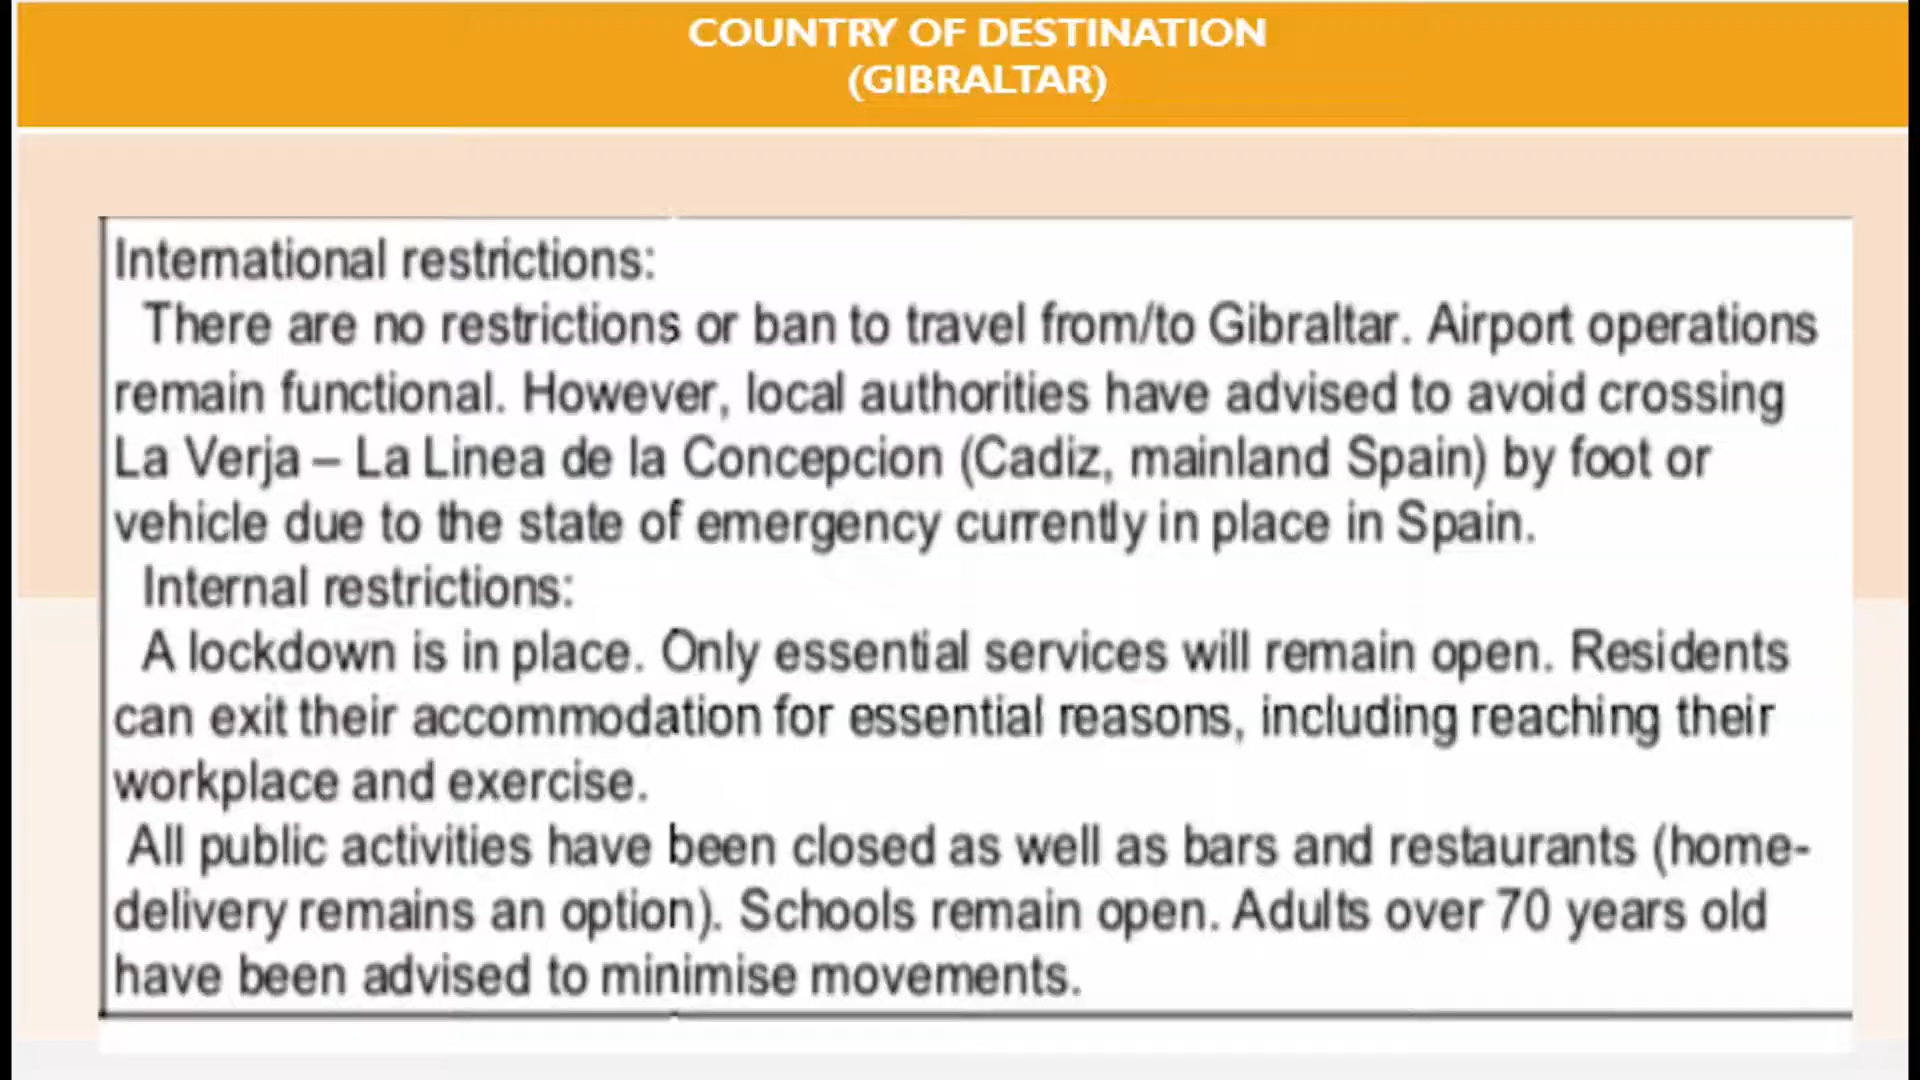 COUNTRY OF DESTINATION
(GIBRALTAR)
International restrictions:
There are no restrictions or ban to travel from/to Gibraltar. Airport operations
remain functional. However, local authorities have advised to avoid crossing
La Verja – La Linea de la Concepcion (Cadiz, mainland Spain) by foot or
vehicle due to the state of emergency currently in place in Spain.
Internal restrictions:
A lockdown is in place. Only essential services will remain open. Residents
can exit their accommodation for essential reasons, including reaching their
workplace and exercise.
All public activities have been closed as well as bars and restaurants (home-
delivery remains an option). Schools remain open. Adults over 70 years old
have been advised to minimise movements.